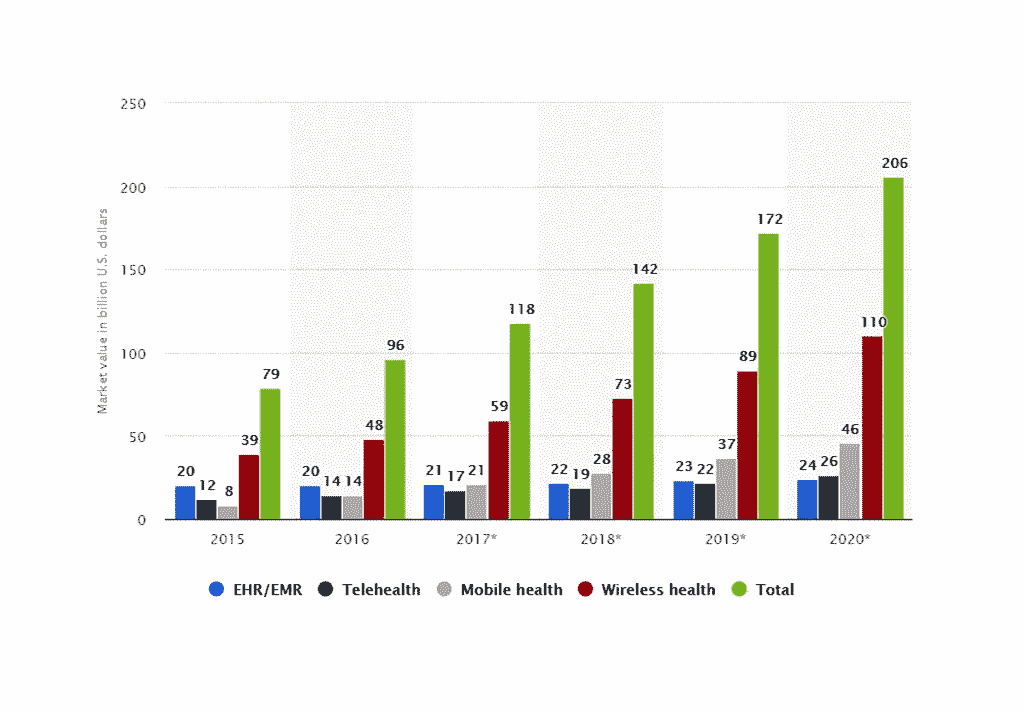 250
200
150
100
50
0
Market value in billion U.S. dollars
20 12 8 39 79
20 14 14 48 96
21 17 21 59 118
22 19 28 73 142
23 22 37 89 172
24 26 46 110 206
2015 2016 2017* 2018* 2019* 2020*
EHR/EMR Telehealth Mobile health Wireless health Total